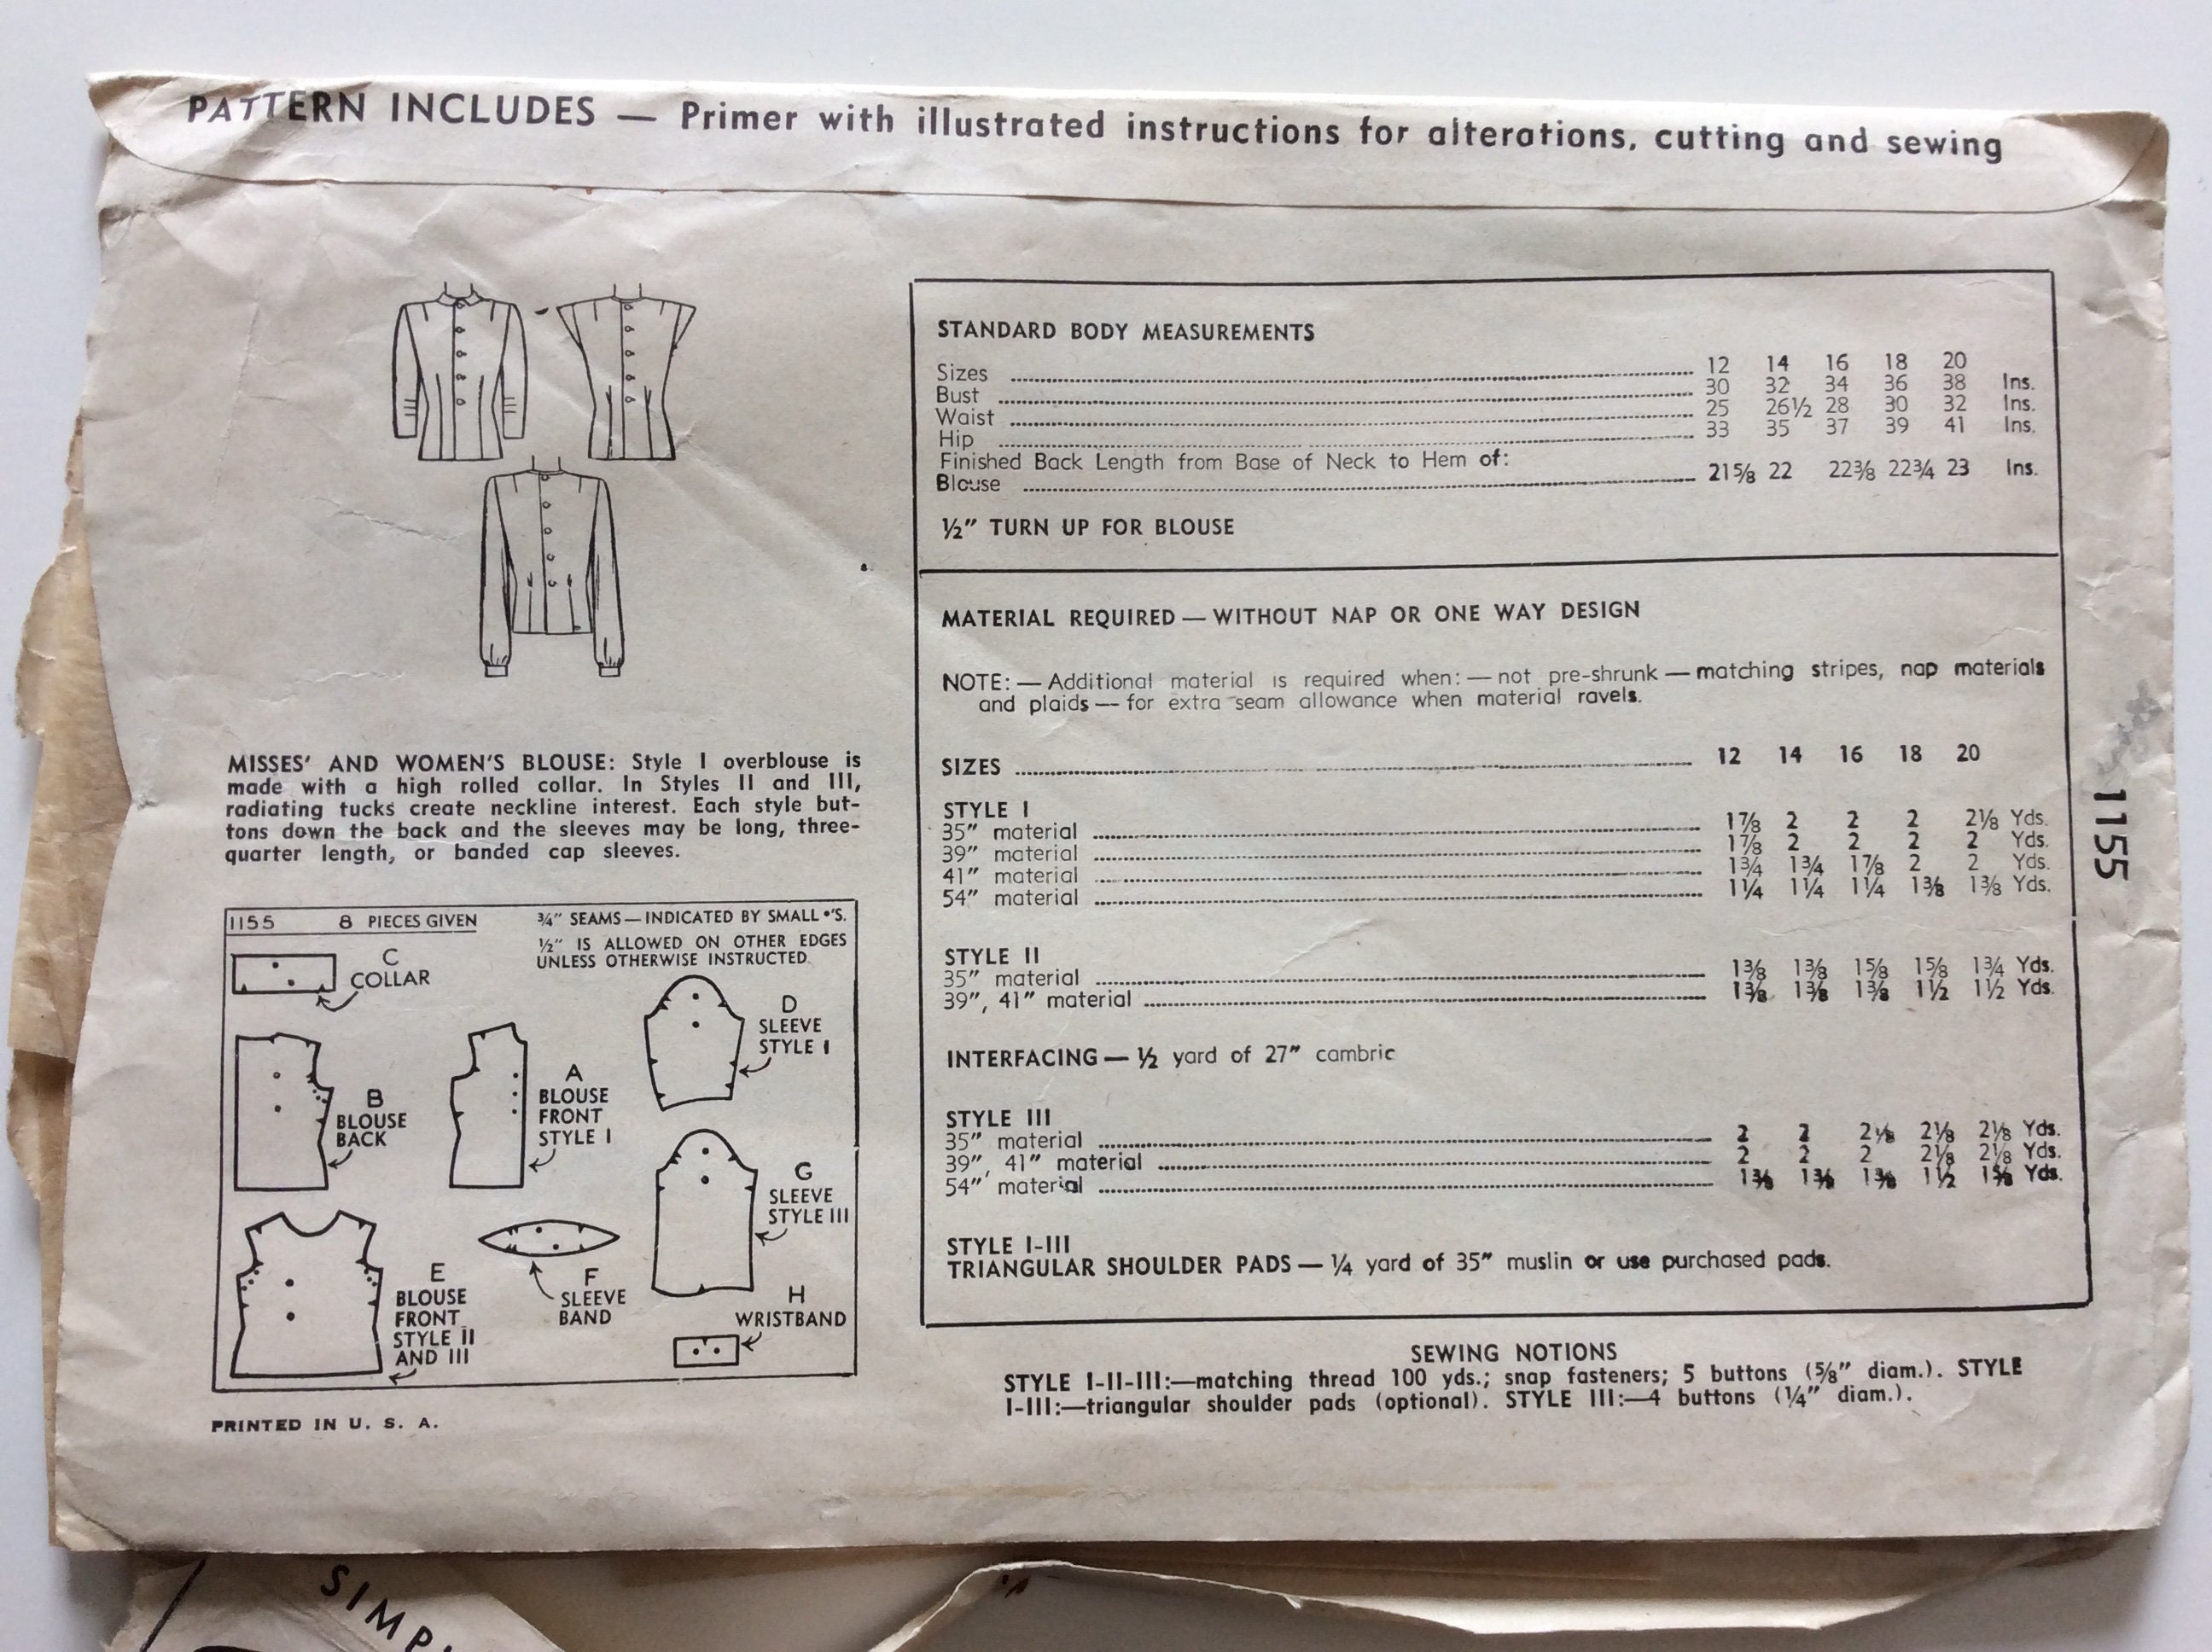 PATTERN INCLUDES — Primer with illustrated instructions for alterations, cutting and sewing
MISSES' AND WOMEN'S BLOUSE: Style I overblouse is
made with a high rolled collar. In Styles II and III,
radiating tucks create neckline interest. Each style but-
tons down the back and the sleeves may be long, three-
quarter length, or banded cap sleeves.
1155 8 PIECES GIVEN
¾" SEAMS—INDICATED BY SMALL •'S.
½" IS ALLOWED ON OTHER EDGES
UNLESS OTHERWISE INSTRUCTED.
C
COLLAR
D
SLEEVE
STYLE I
B
BLOUSE
BACK
A
BLOUSE
FRONT
STYLE I
G
SLEEVE
STYLE III
E
BLOUSE
FRONT
STYLE II
AND III
F
SLEEVE
BAND
H
WRISTBAND
PRINTED IN U. S. A.
STANDARD BODY MEASUREMENTS
Sizes 12 14 16 18 20
Bust 30 32 34 36 38 Ins.
Waist 25 26½ 28 30 32 Ins.
Hip 33 35 37 39 41 Ins.
Finished Back Length from Base of Neck to Hem of:
Blouse 21⅝ 22 22⅜ 22¾ 23 Ins.
½" TURN UP FOR BLOUSE
MATERIAL REQUIRED — WITHOUT NAP OR ONE WAY DESIGN
NOTE: — Additional material is required when: — not pre-shrunk — matching stripes, nap materials
and plaids — for extra seam allowance when material ravels.
SIZES 12 14 16 18 20
STYLE I
35" material 1⅞ 2 2 2 2⅛ Yds.
39" material 1⅞ 2 2 2 2 Yds.
41" material 1¾ 1¾ 1⅞ 2 2 Yds.
54" material 1¼ 1¼ 1¼ 1⅜ 1⅜ Yds.
STYLE II
35" material 1⅜ 1⅜ 1⅝ 1⅝ 1¾ Yds.
39", 41" material 1⅜ 1⅜ 1⅜ 1½ 1½ Yds.
INTERFACING — ½ yard of 27" cambric
STYLE III
35" material 2 2 2⅛ 2⅛ 2⅛ Yds.
39", 41" material 2 2 2 2⅛ 2⅛ Yds.
54" material 1⅜ 1⅜ 1⅜ 1½ Yds.
STYLE I-III
TRIANGULAR SHOULDER PADS — ¼ yard of 35" muslin or use purchased pads.
SEWING NOTIONS
STYLE I-II-III:—matching thread 100 yds.; snap fasteners; 5 buttons (⅝" diam.). STYLE
I-III:—triangular shoulder pads (optional). STYLE III:—4 buttons (¼" diam.).
1155